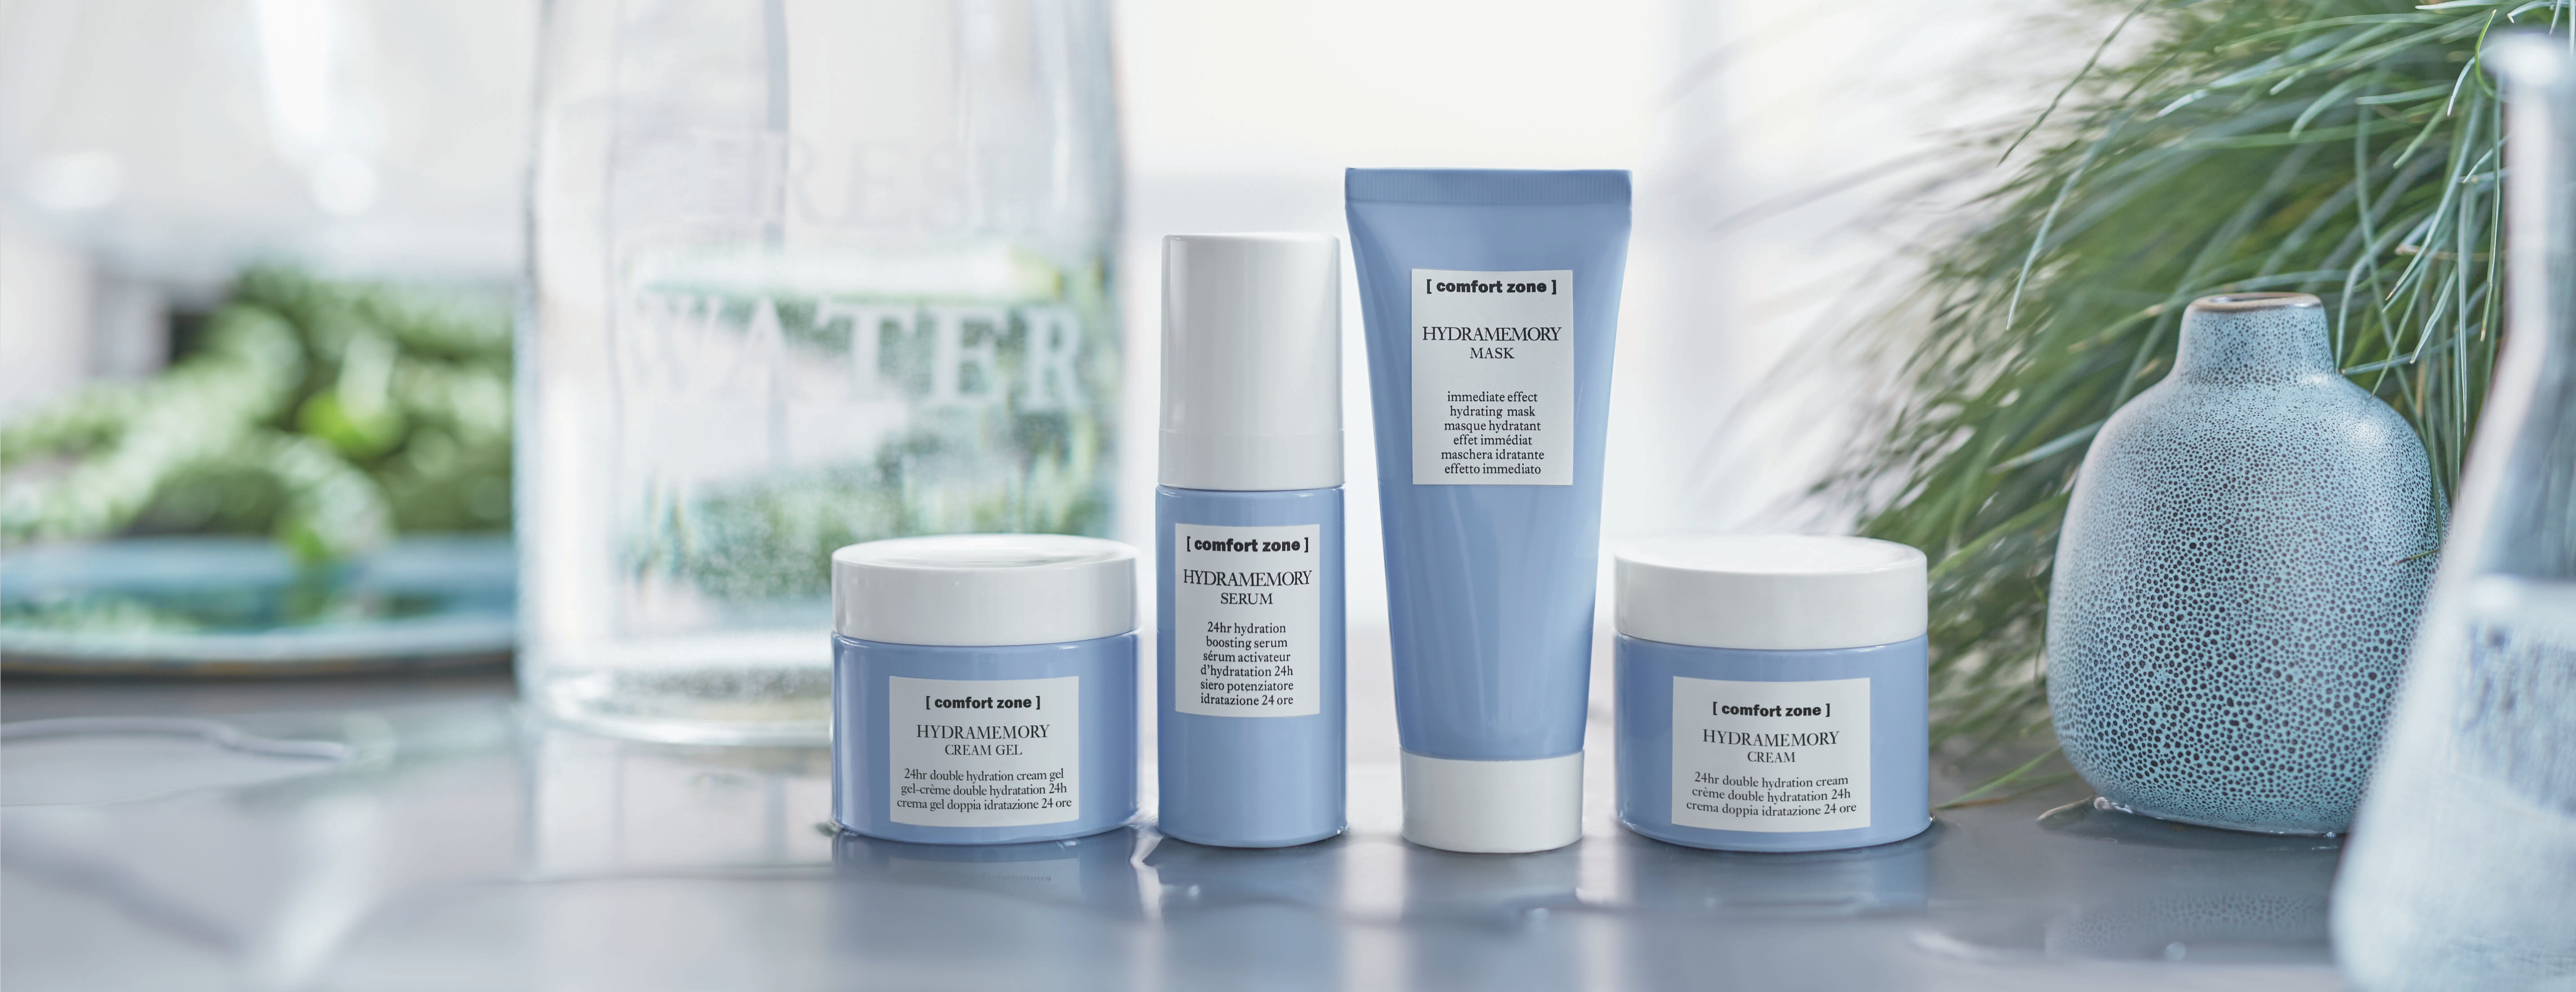 FRESH
WATER
[ comfort zone ]
HYDRAMEMORY
CREAM GEL
24hr double hydration cream gel
gel-crème double hydratation 24h
crema gel doppia idratazione 24 ore
[ comfort zone ]
HYDRAMEMORY
SERUM
24hr hydration
boosting serum
sérum activateur
d'hydratation 24h
siero potenziatore
idratazione 24 ore
[ comfort zone ]
HYDRAMEMORY
MASK
immediate effect
hydrating mask
masque hydratant
effet immédiat
maschera idratante
effetto immediato
[ comfort zone ]
HYDRAMEMORY
CREAM
24hr double hydration cream
crème double hydratation 24h
crema doppia idratazione 24 ore